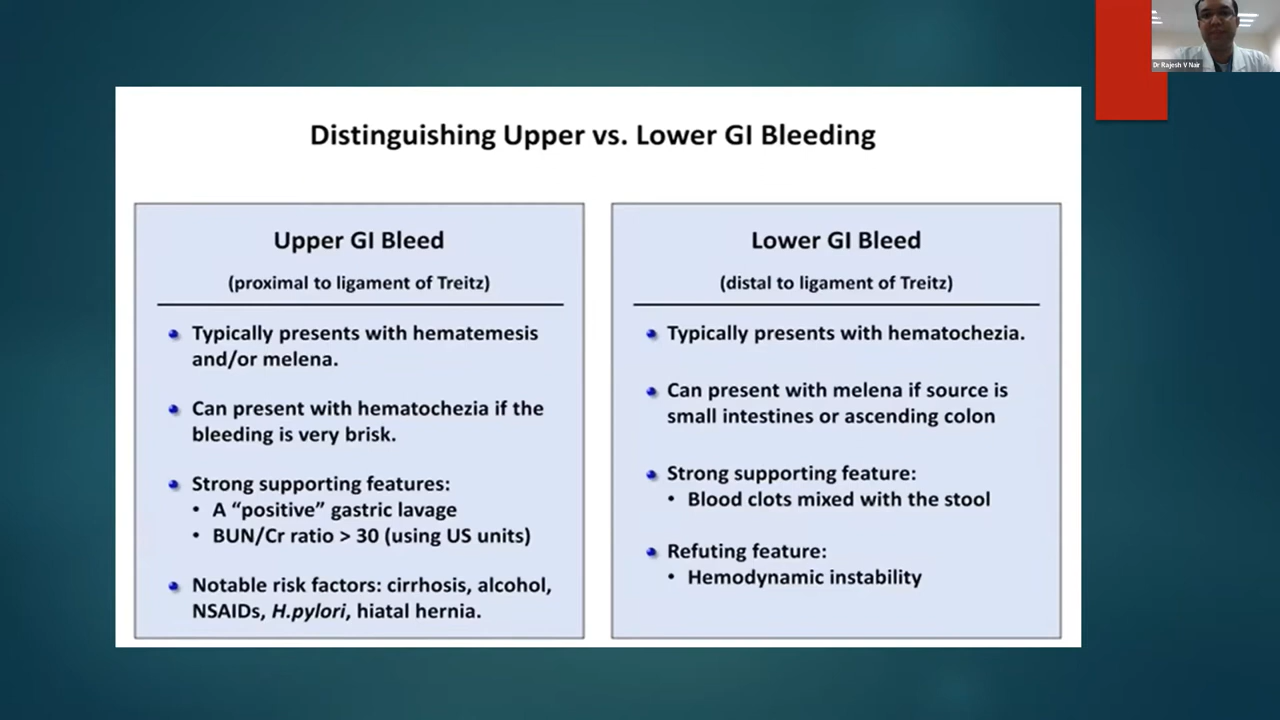 Dr Rajesh V Nair
Distinguishing Upper vs. Lower GI Bleeding
Upper GI Bleed
(proximal to ligament of Treitz)
Typically presents with hematemesis
and/or melena.
Can present with hematochezia if the
bleeding is very brisk.
Strong supporting features:
A “positive” gastric lavage
BUN/Cr ratio > 30 (using US units)
Notable risk factors: cirrhosis, alcohol,
NSAIDs, H.pylori, hiatal hernia.
Lower GI Bleed
(distal to ligament of Treitz)
Typically presents with hematochezia.
Can present with melena if source is
small intestines or ascending colon
Strong supporting feature:
Blood clots mixed with the stool
Refuting feature:
Hemodynamic instability